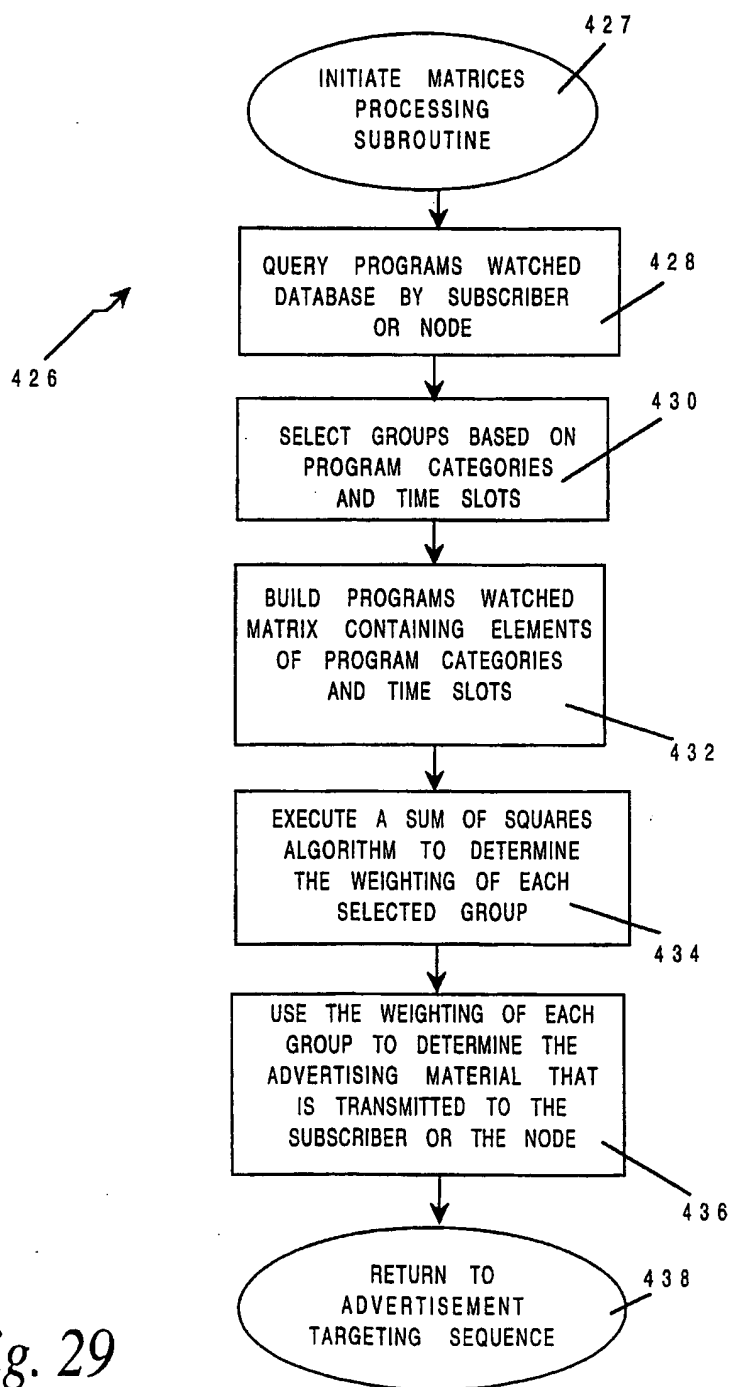 427
INITIATE MATRICES
PROCESSING
SUBROUTINE
QUERY PROGRAMS WATCHED
DATABASE BY SUBSCRIBER
OR NODE
428
426
430
SELECT GROUPS BASED ON
PROGRAM CATEGORIES
AND TIME SLOTS
BUILD PROGRAMS WATCHED
MATRIX CONTAINING ELEMENTS
OF PROGRAM CATEGORIES
AND TIME SLOTS
432
EXECUTE A SUM OF SQUARES
ALGORITHM TO DETERMINE
THE WEIGHTING OF EACH
SELECTED GROUP
434
USE THE WEIGHTING OF EACH
GROUP TO DETERMINE THE
ADVERTISING MATERIAL THAT
IS TRANSMITTED TO THE
SUBSCRIBER OR THE NODE
436
RETURN TO
ADVERTISEMENT
TARGETING SEQUENCE
438
ig. 29